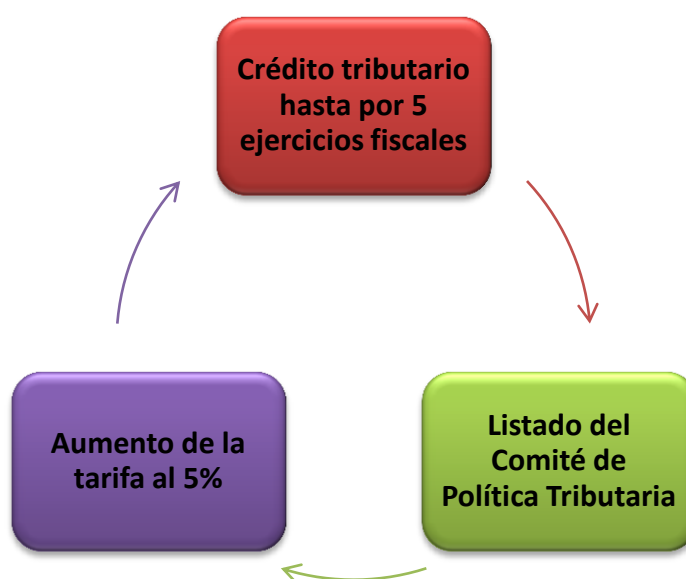 Crédito tributario
hasta por 5
ejercicios fiscales
Listado del
Comité de
Política Tributaria
Aumento de la
tarifa al 5%